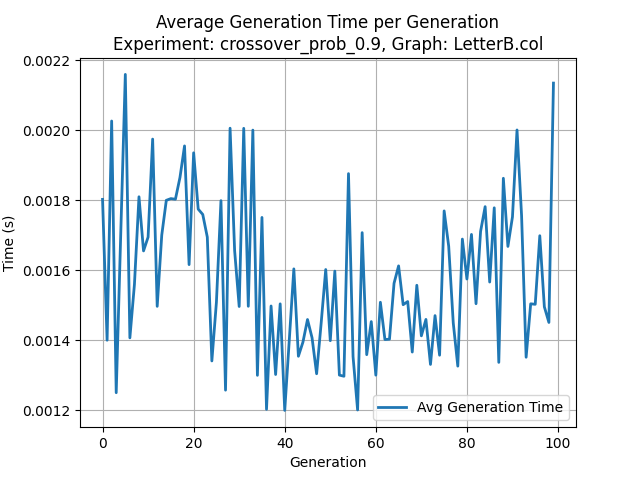 Average Generation Time per Generation
Experiment: crossover_prob_0.9, Graph: LetterB.col
0.0022
0.0020
0.0018
0.0016
0.0014
0.0012
Time (s)
Avg Generation Time
0 20 40 60 80 100
Generation